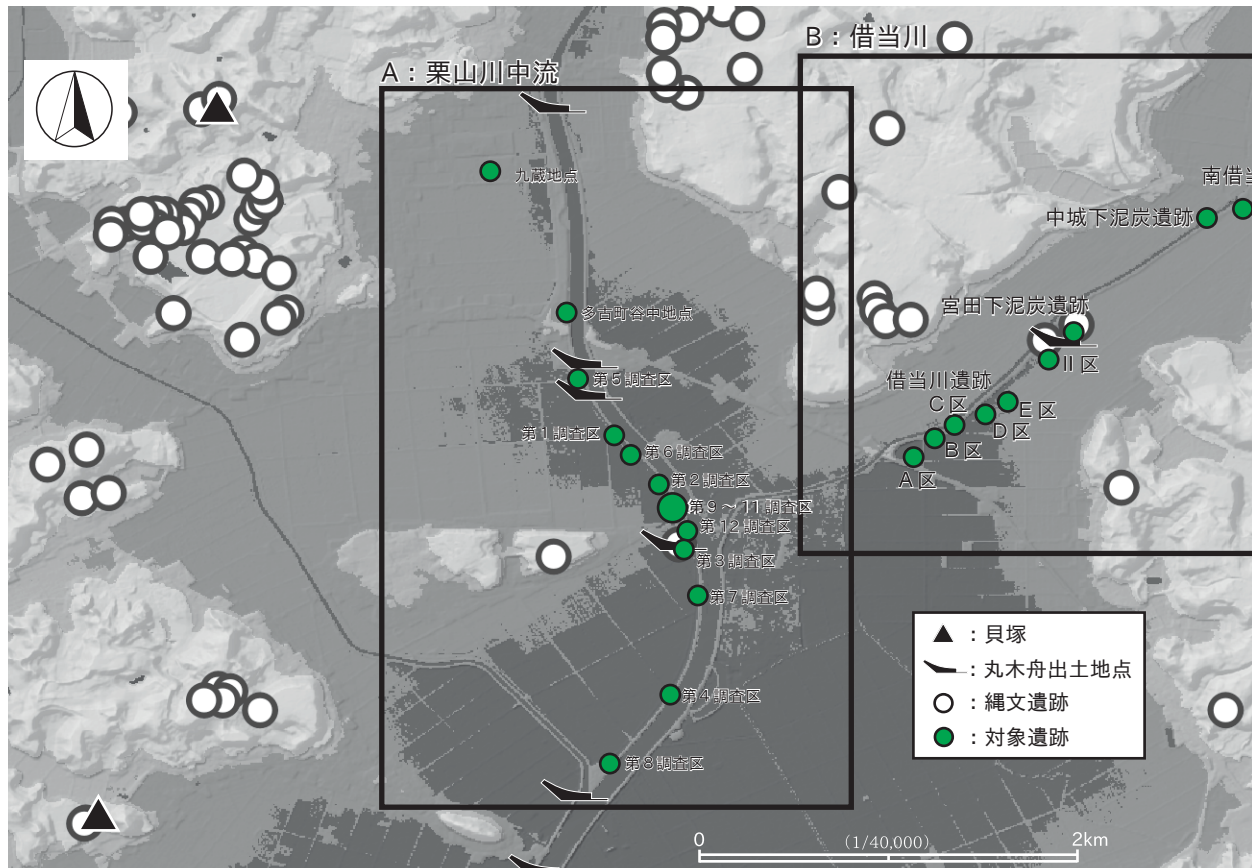 A：栗山川中流
B：借当川
九蔵地点
南借当
中城下泥炭遺跡
多古町谷中地点
宮田下泥炭遺跡
Ⅱ区
第５調査区
借当川遺跡
C区
E区
D区
B区
A区
第１調査区
第６調査区
第２調査区
第９～11調査区
第12調査区
第３調査区
第７調査区
第４調査区
第８調査区
：貝塚
：丸木舟出土地点
：縄文遺跡
：対象遺跡
0 （1/40,000） 2km